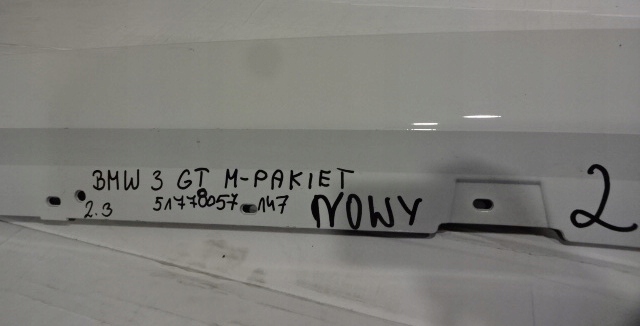 BMW 3 GT M-PAKIET
2.3 51778057 147 NOWY
2